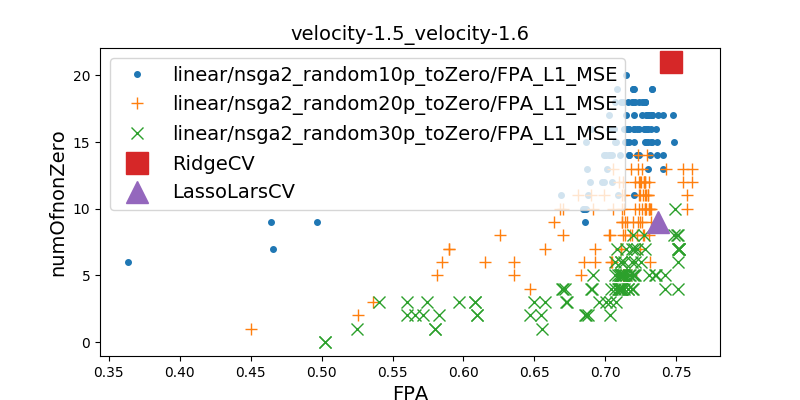 velocity-1.5_velocity-1.6
linear/nsga2_random10p_toZero/FPA_L1_MSE
linear/nsga2_random20p_toZero/FPA_L1_MSE
linear/nsga2_random30p_toZero/FPA_L1_MSE
RidgeCV
LassoLarsCV
numOfnonZero
20
15
10
5
0
0.35 0.40 0.45 0.50 0.55 0.60 0.65 0.70 0.75
FPA